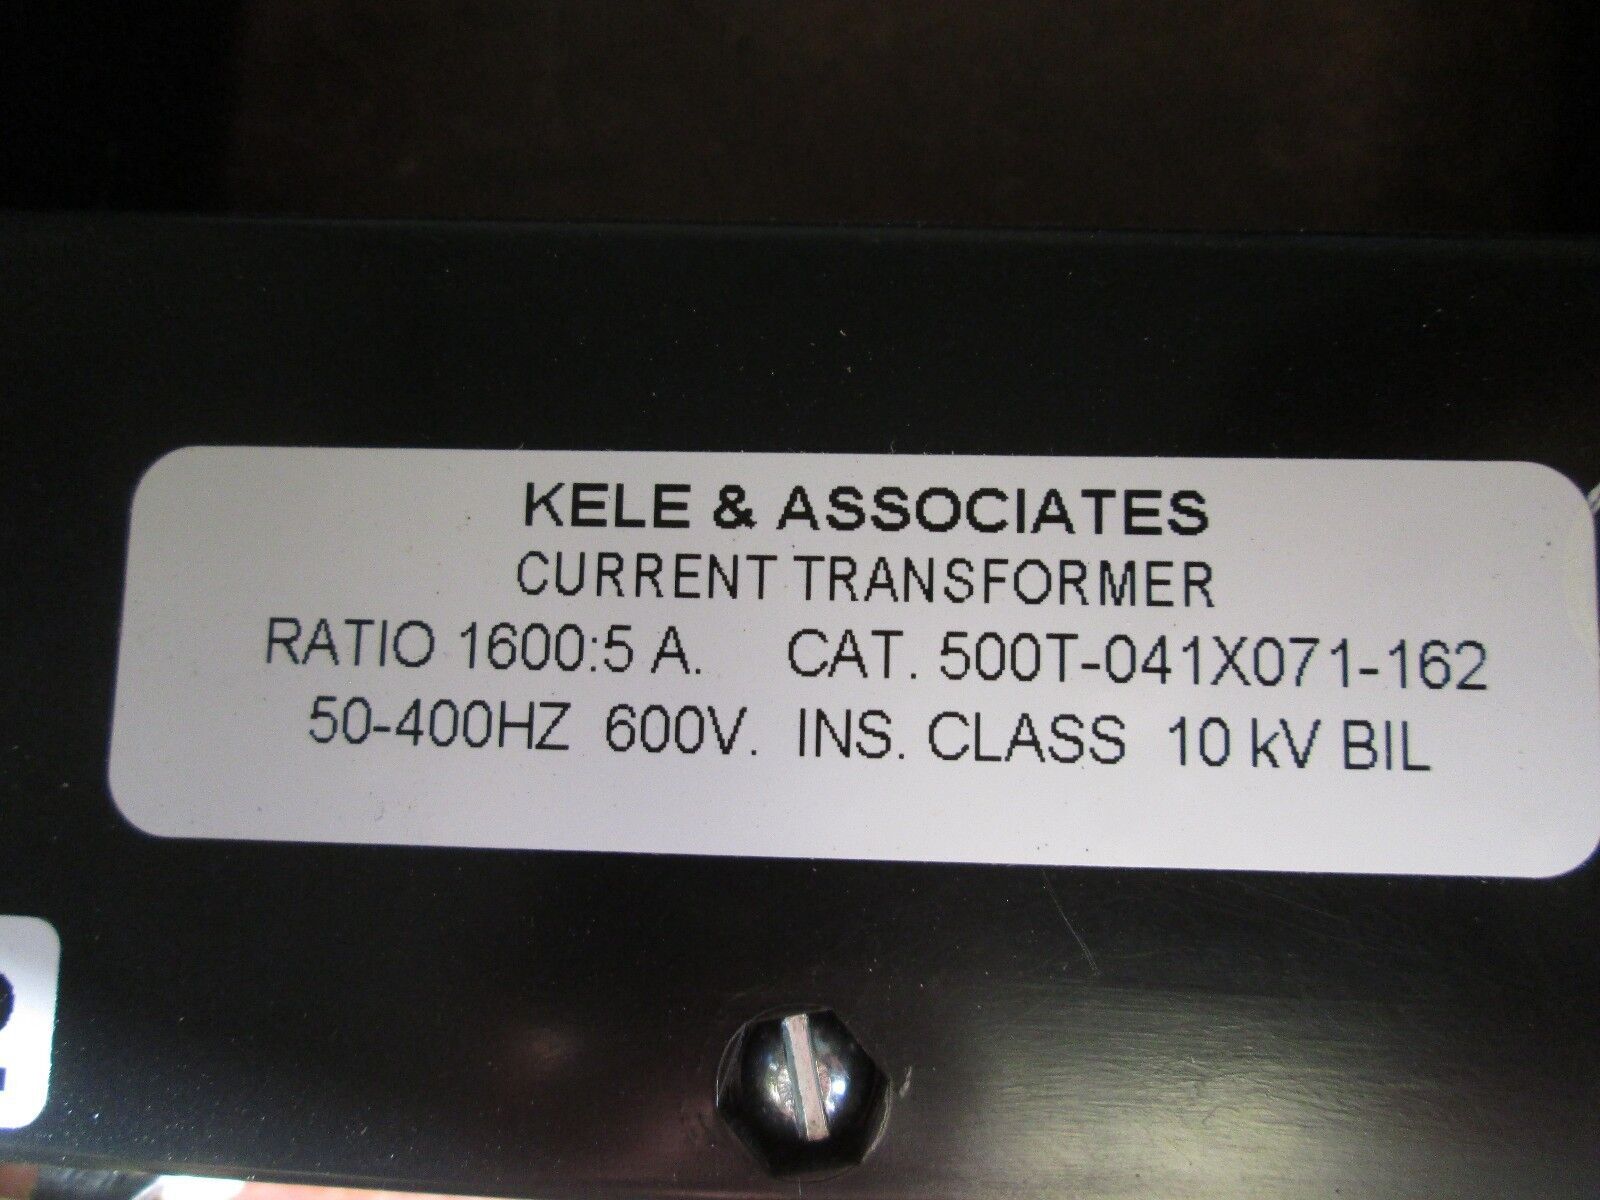 KELE & ASSOCIATES
CURRENT TRANSFORMER
RATIO 1600:5 A. CAT. 500T-041X071-162
50-400HZ 600V. INS. CLASS 10 kV BIL